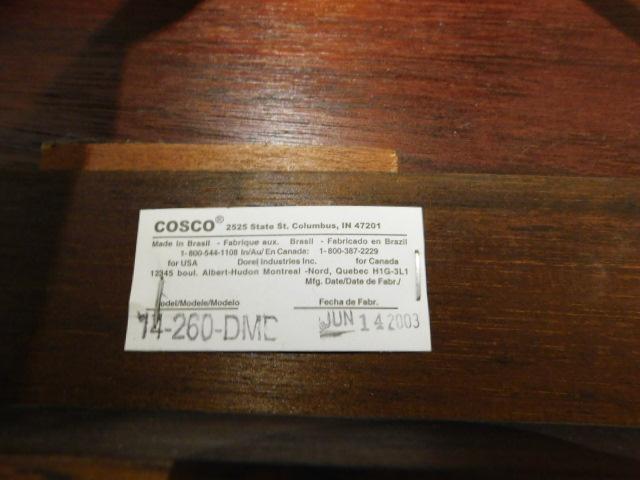 COSCO® 2525 State St. Columbus, IN 47201
Made in Brasil - Fabrique aux. Brasil - Fabricado en Brazil
1-800-544-1108 In/Au/ En Canada: 1-800-387-2229
for USA Dorel Industries Inc. for Canada
12345 boul. Albert-Hudon Montreal -Nord, Quebec H1G-3L1
Mfg. Date/Date de Fabr./
Model/Modele/Modelo Fecha de Fabr.
74-260-DME JUN 14 2003